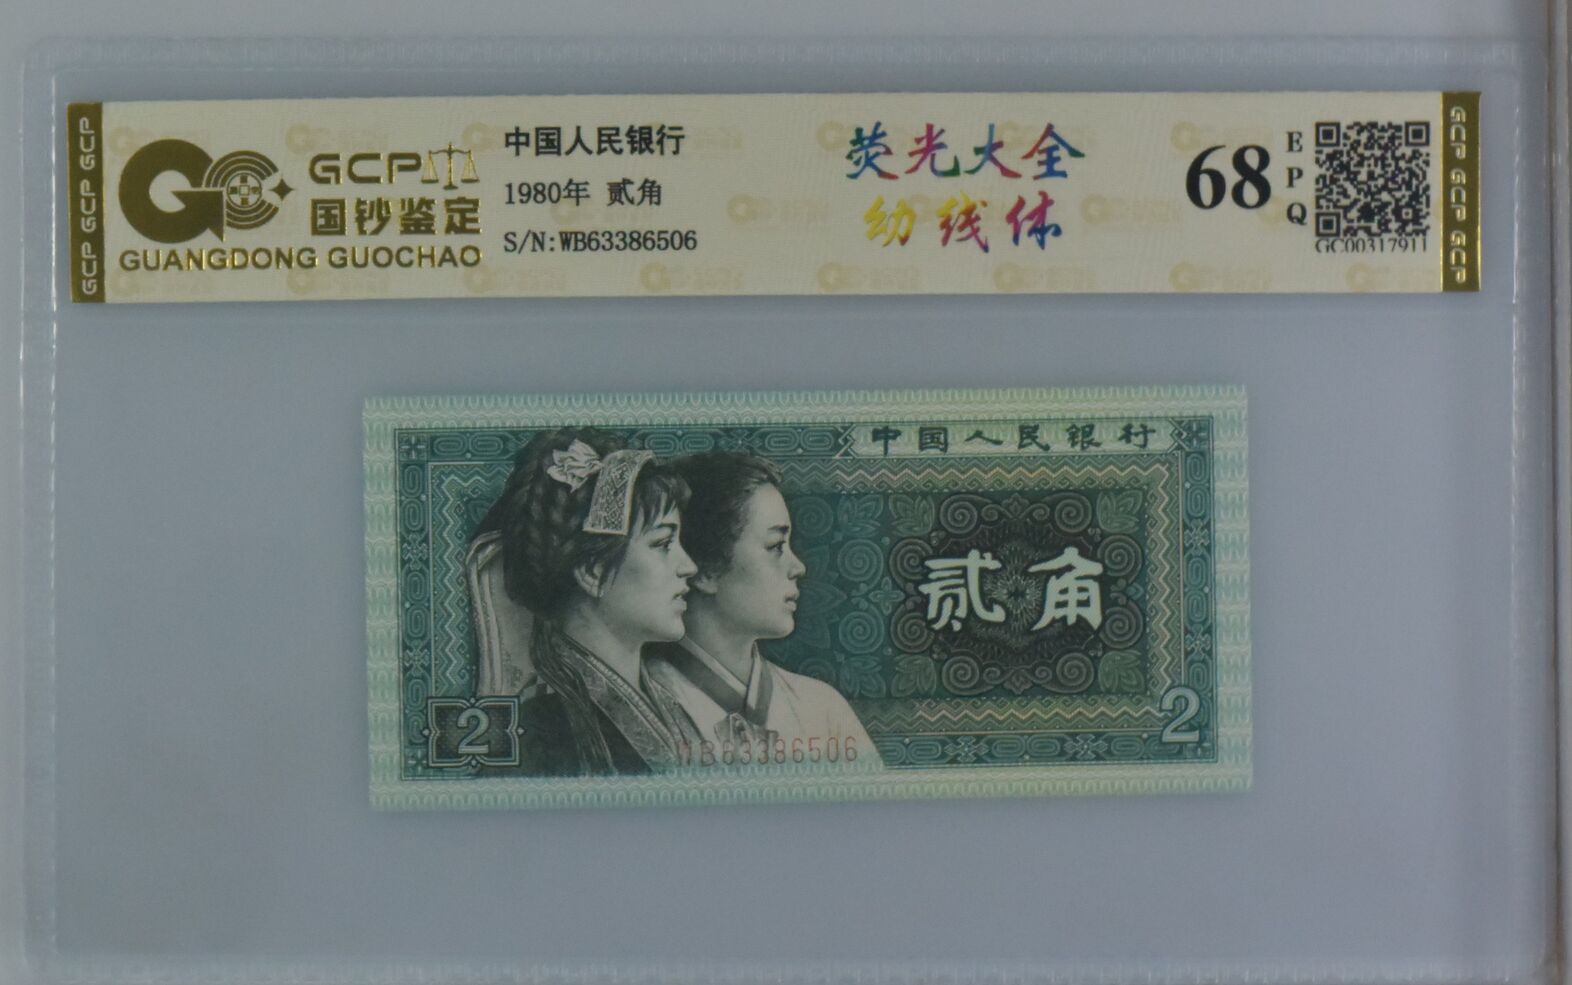 GCP GCP GCP
GCP
国钞鉴定
GUANGDONG GUOCHAO
中国人民银行
1980年 贰角
S/N:WB63386506
荧光大全
幼线体
68
EPQ
GC00317911
GCP GCP GCP
中国人民银行
贰角
2
2
WB63386506